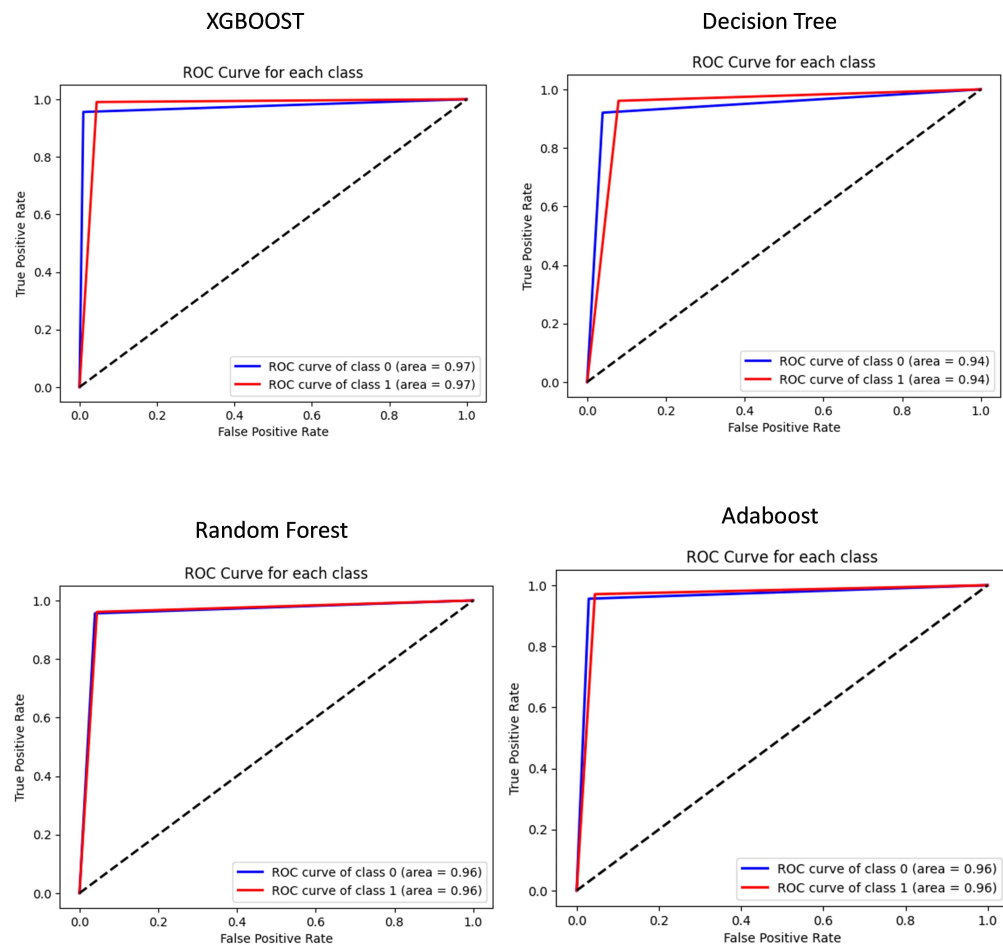 XGBOOST
ROC Curve for each class
True Positive Rate
1.0
0.8
0.6
0.4
0.2
0.0
ROC curve of class 0 (area = 0.97)
ROC curve of class 1 (area = 0.97)
0.0 0.2 0.4 0.6 0.8 1.0
False Positive Rate
Decision Tree
ROC Curve for each class
True Positive Rate
1.0
0.8
0.6
0.4
0.2
0.0
ROC curve of class 0 (area = 0.94)
ROC curve of class 1 (area = 0.94)
0.0 0.2 0.4 0.6 0.8 1.0
False Positive Rate
Random Forest
ROC Curve for each class
True Positive Rate
1.0
0.8
0.6
0.4
0.2
0.0
ROC curve of class 0 (area = 0.96)
ROC curve of class 1 (area = 0.96)
0.0 0.2 0.4 0.6 0.8 1.0
False Positive Rate
Adaboost
ROC Curve for each class
True Positive Rate
1.0
0.8
0.6
0.4
0.2
0.0
ROC curve of class 0 (area = 0.96)
ROC curve of class 1 (area = 0.96)
0.0 0.2 0.4 0.6 0.8 1.0
False Positive Rate